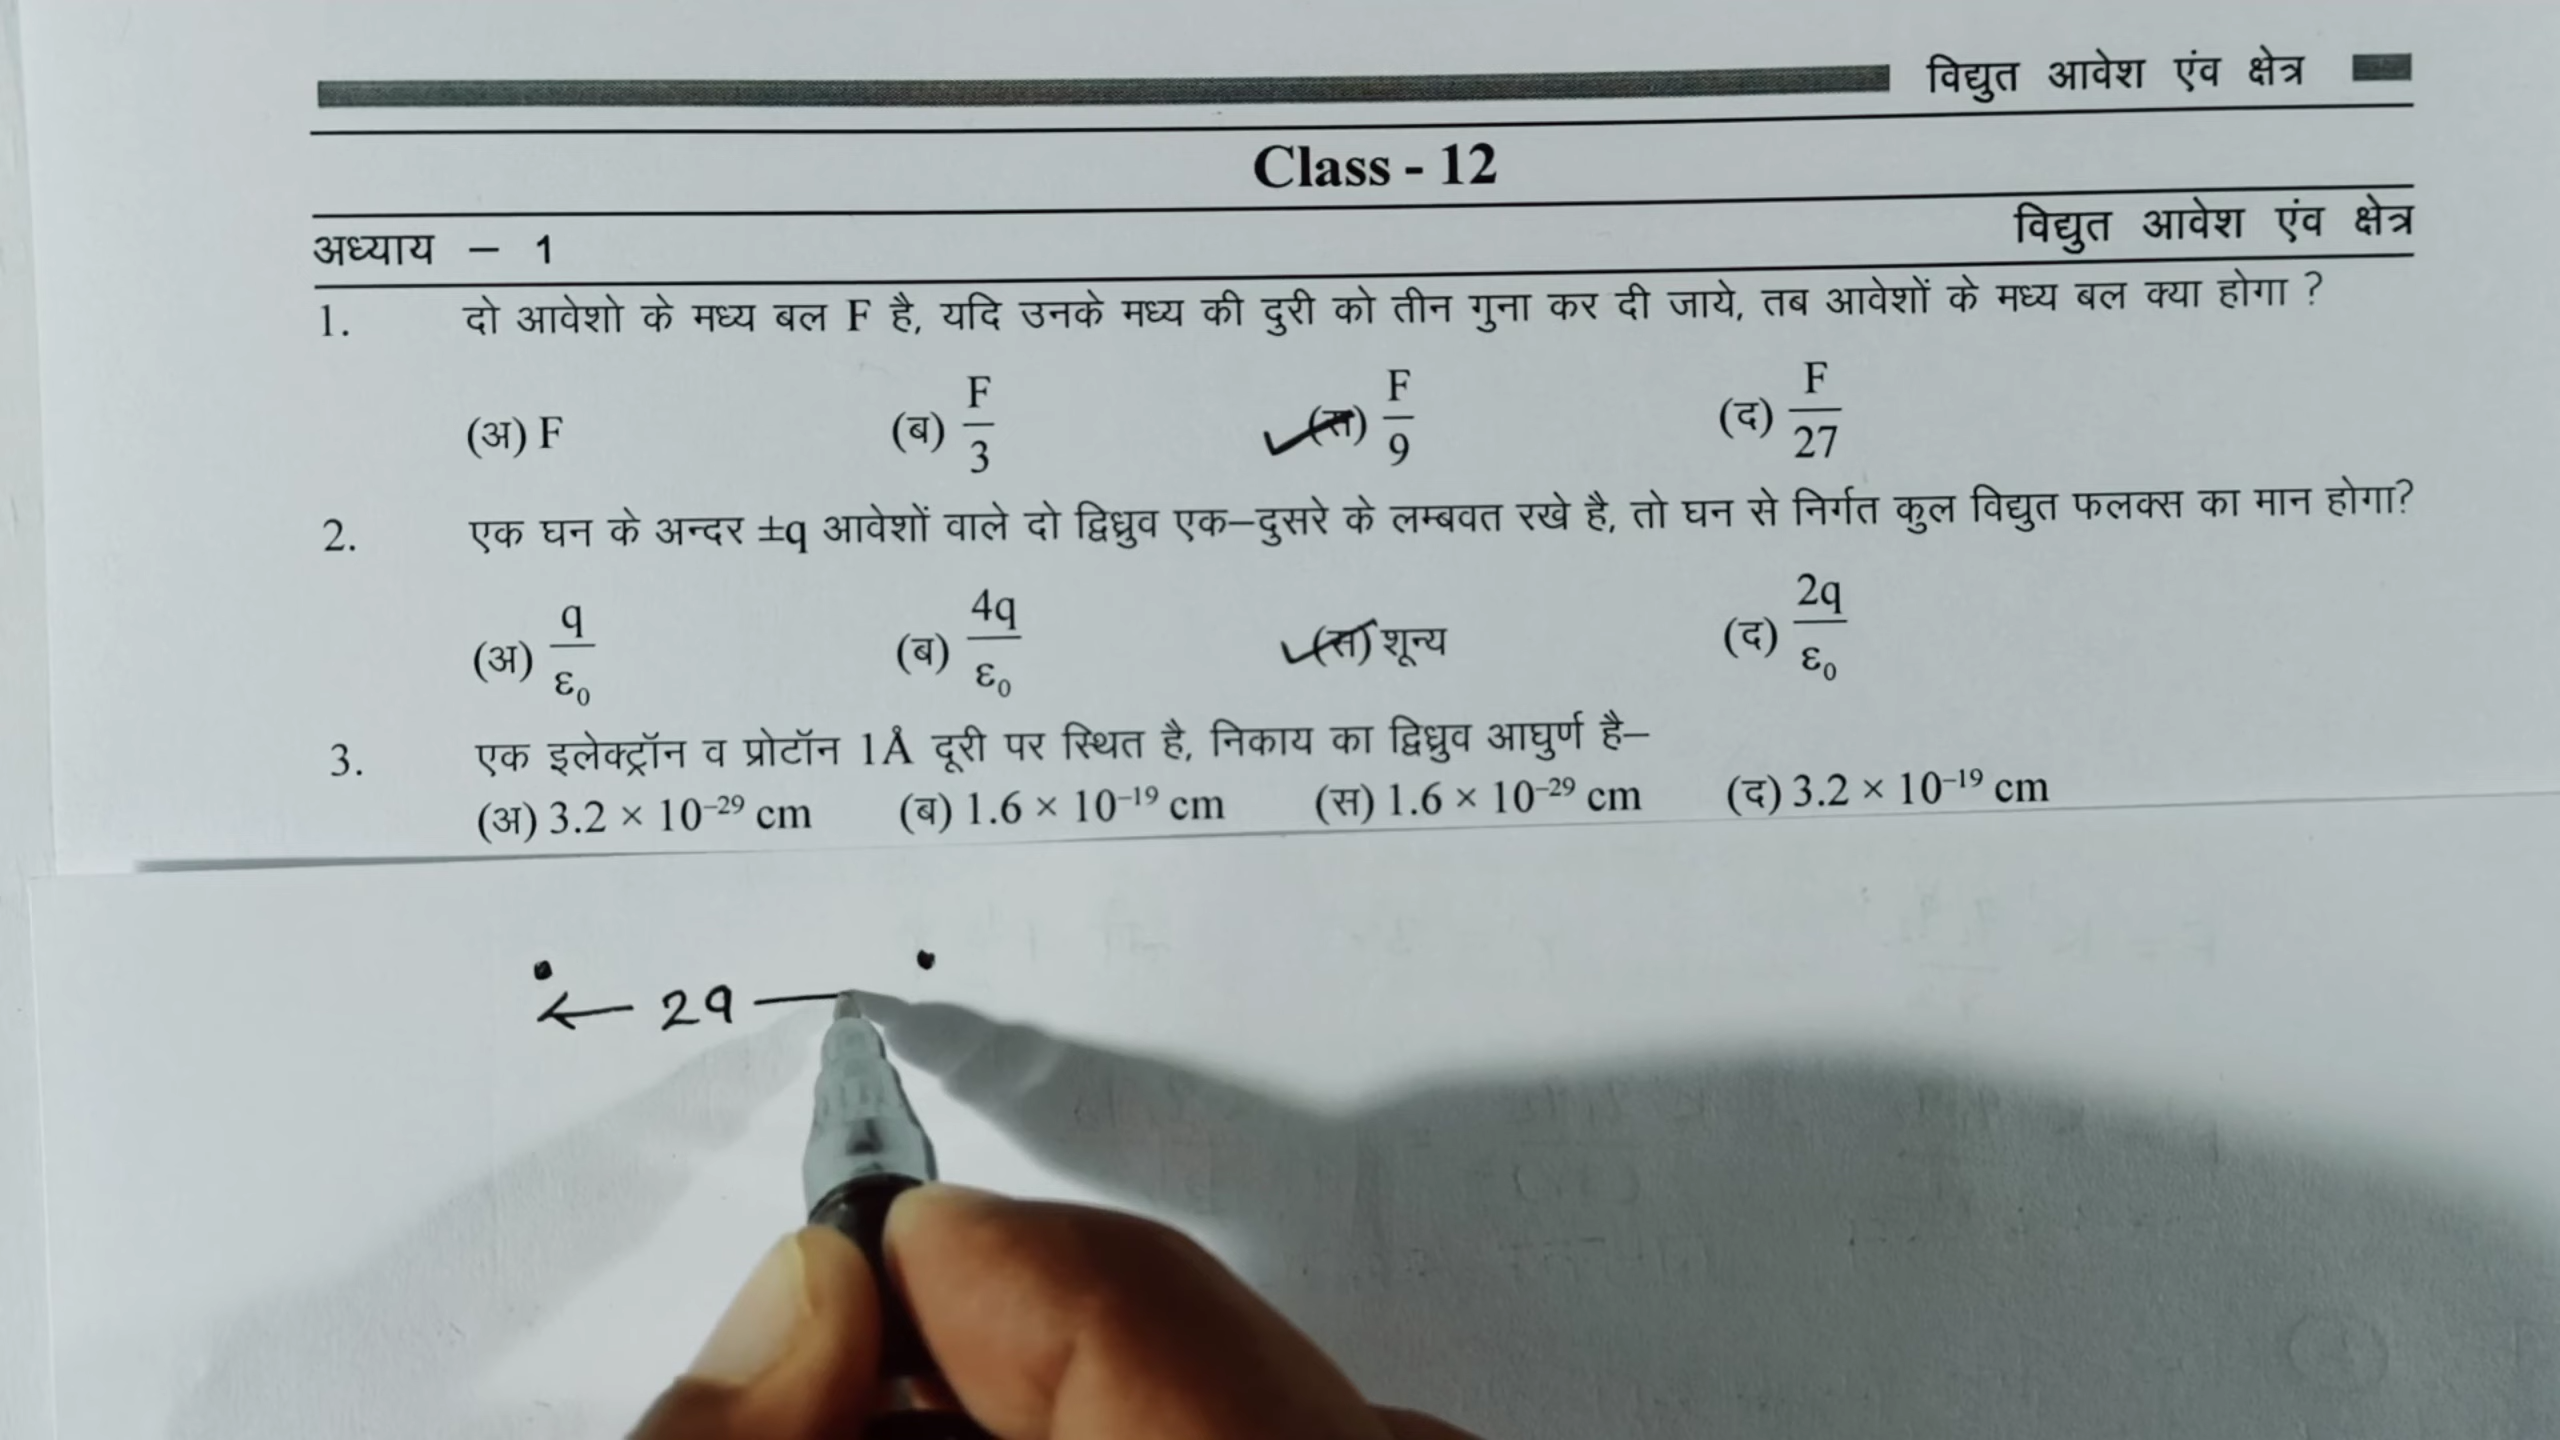 विद्युत आवेश एंव क्षेत्र
Class - 12
अध्याय – 1 विद्युत आवेश एंव क्षेत्र
1. दो आवेशो के मध्य बल F है, यदि उनके मध्य की दुरी को तीन गुना कर दी जाये, तब आवेशों के मध्य बल क्या होगा ?
(अ) F (ब) F/3 (स) F/9 (द) F/27
2. एक घन के अन्दर ±q आवेशों वाले दो द्विध्रुव एक–दुसरे के लम्बवत रखे है, तो घन से निर्गत कुल विद्युत फलक्स का मान होगा?
(अ) q/ε₀ (ब) 4q/ε₀ (स) शून्य (द) 2q/ε₀
3. एक इलेक्ट्रॉन व प्रोटॉन 1Å दूरी पर स्थित है, निकाय का द्विध्रुव आघुर्ण है–
(अ) 3.2 × 10⁻²⁹ cm (ब) 1.6 × 10⁻¹⁹ cm (स) 1.6 × 10⁻²⁹ cm (द) 3.2 × 10⁻¹⁹ cm
← 2a —